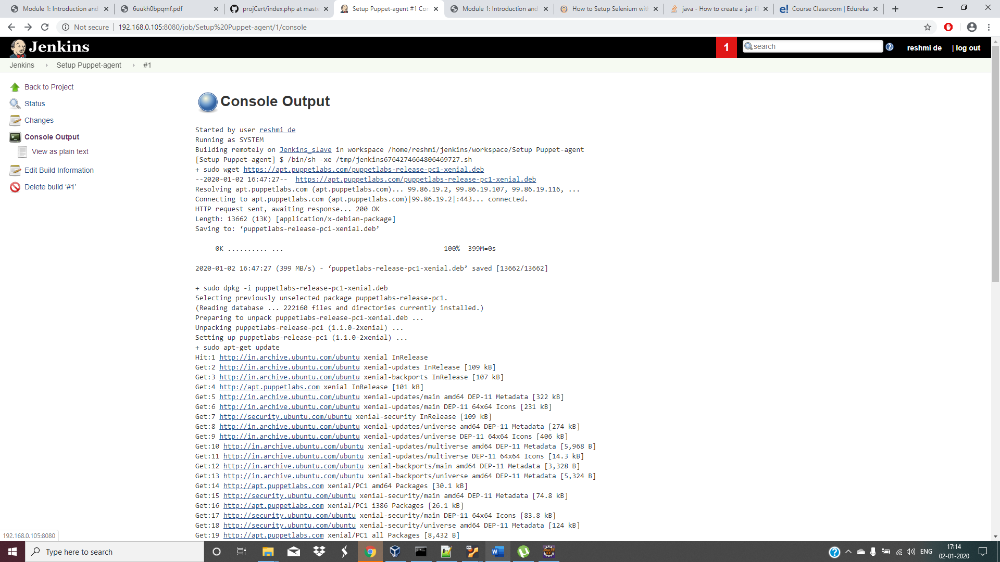 Module 1: Introduction and
6uukh0bpqmf.pdf
projCert/index.php at maste
Setup Puppet-agent #1 Con
Module 1: Introduction and
How to Setup Selenium with
java - How to create a .jar fi
Course Classroom | Edureka
Not secure
192.168.0.105:8080/job/Setup%20Puppet-agent/1/console
Jenkins
1
search
reshmi de
| log out
Jenkins
Setup Puppet-agent
#1
Back to Project
Status
Changes
Console Output
View as plain text
Edit Build Information
Delete build ‘#1’
Console Output
Started by user reshmi de
Running as SYSTEM
Building remotely on Jenkins_slave in workspace /home/reshmi/jenkins/workspace/Setup Puppet-agent
[Setup Puppet-agent] $ /bin/sh -xe /tmp/jenkins6764274664806469727.sh
+ sudo wget https://apt.puppetlabs.com/puppetlabs-release-pc1-xenial.deb
--2020-01-02 16:47:27--  https://apt.puppetlabs.com/puppetlabs-release-pc1-xenial.deb
Resolving apt.puppetlabs.com (apt.puppetlabs.com)... 99.86.19.2, 99.86.19.107, 99.86.19.116, ...
Connecting to apt.puppetlabs.com (apt.puppetlabs.com)|99.86.19.2|:443... connected.
HTTP request sent, awaiting response... 200 OK
Length: 13662 (13K) [application/x-debian-package]
Saving to: ‘puppetlabs-release-pc1-xenial.deb’
0K .......... ... 100% 399M=0s
2020-01-02 16:47:27 (399 MB/s) - ‘puppetlabs-release-pc1-xenial.deb’ saved [13662/13662]
+ sudo dpkg -i puppetlabs-release-pc1-xenial.deb
Selecting previously unselected package puppetlabs-release-pc1.
(Reading database ... 222160 files and directories currently installed.)
Preparing to unpack puppetlabs-release-pc1-xenial.deb ...
Unpacking puppetlabs-release-pc1 (1.1.0-2xenial) ...
Setting up puppetlabs-release-pc1 (1.1.0-2xenial) ...
+ sudo apt-get update
Hit:1 http://in.archive.ubuntu.com/ubuntu xenial InRelease
Get:2 http://in.archive.ubuntu.com/ubuntu xenial-updates InRelease [109 kB]
Get:3 http://in.archive.ubuntu.com/ubuntu xenial-backports InRelease [107 kB]
Get:4 http://apt.puppetlabs.com xenial InRelease [101 kB]
Get:5 http://in.archive.ubuntu.com/ubuntu xenial-updates/main amd64 DEP-11 Metadata [322 kB]
Get:6 http://in.archive.ubuntu.com/ubuntu xenial-updates/main DEP-11 64x64 Icons [231 kB]
Get:7 http://security.ubuntu.com/ubuntu xenial-security InRelease [109 kB]
Get:8 http://in.archive.ubuntu.com/ubuntu xenial-updates/universe amd64 DEP-11 Metadata [274 kB]
Get:9 http://in.archive.ubuntu.com/ubuntu xenial-updates/universe DEP-11 64x64 Icons [406 kB]
Get:10 http://in.archive.ubuntu.com/ubuntu xenial-updates/multiverse amd64 DEP-11 Metadata [5,968 B]
Get:11 http://in.archive.ubuntu.com/ubuntu xenial-updates/multiverse DEP-11 64x64 Icons [14.3 kB]
Get:12 http://in.archive.ubuntu.com/ubuntu xenial-backports/main amd64 DEP-11 Metadata [3,328 B]
Get:13 http://in.archive.ubuntu.com/ubuntu xenial-backports/universe amd64 DEP-11 Metadata [5,324 B]
Get:14 http://apt.puppetlabs.com xenial/PC1 amd64 Packages [30.1 kB]
Get:15 http://security.ubuntu.com/ubuntu xenial-security/main amd64 DEP-11 Metadata [74.8 kB]
Get:16 http://apt.puppetlabs.com xenial/PC1 i386 Packages [26.1 kB]
Get:17 http://security.ubuntu.com/ubuntu xenial-security/main DEP-11 64x64 Icons [83.8 kB]
Get:18 http://security.ubuntu.com/ubuntu xenial-security/universe amd64 DEP-11 Metadata [124 kB]
Get:19 http://apt.puppetlabs.com xenial/PC1 all Packages [8,432 B]
192.168.0.105:8080
Type here to search
ENG
17:14
02-01-2020